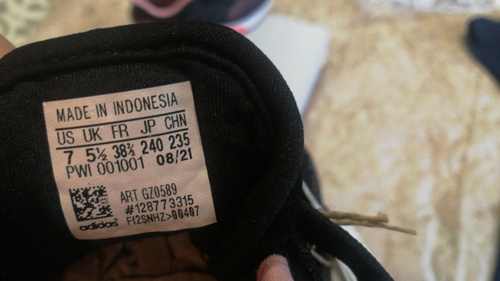 MADE IN INDONESIA
US UK FR JP CHN
7 5½ 38⅔ 240 235
PWI 001001 08/21
ART GZ0589
#128773315
adidas F12SNHZ>00407